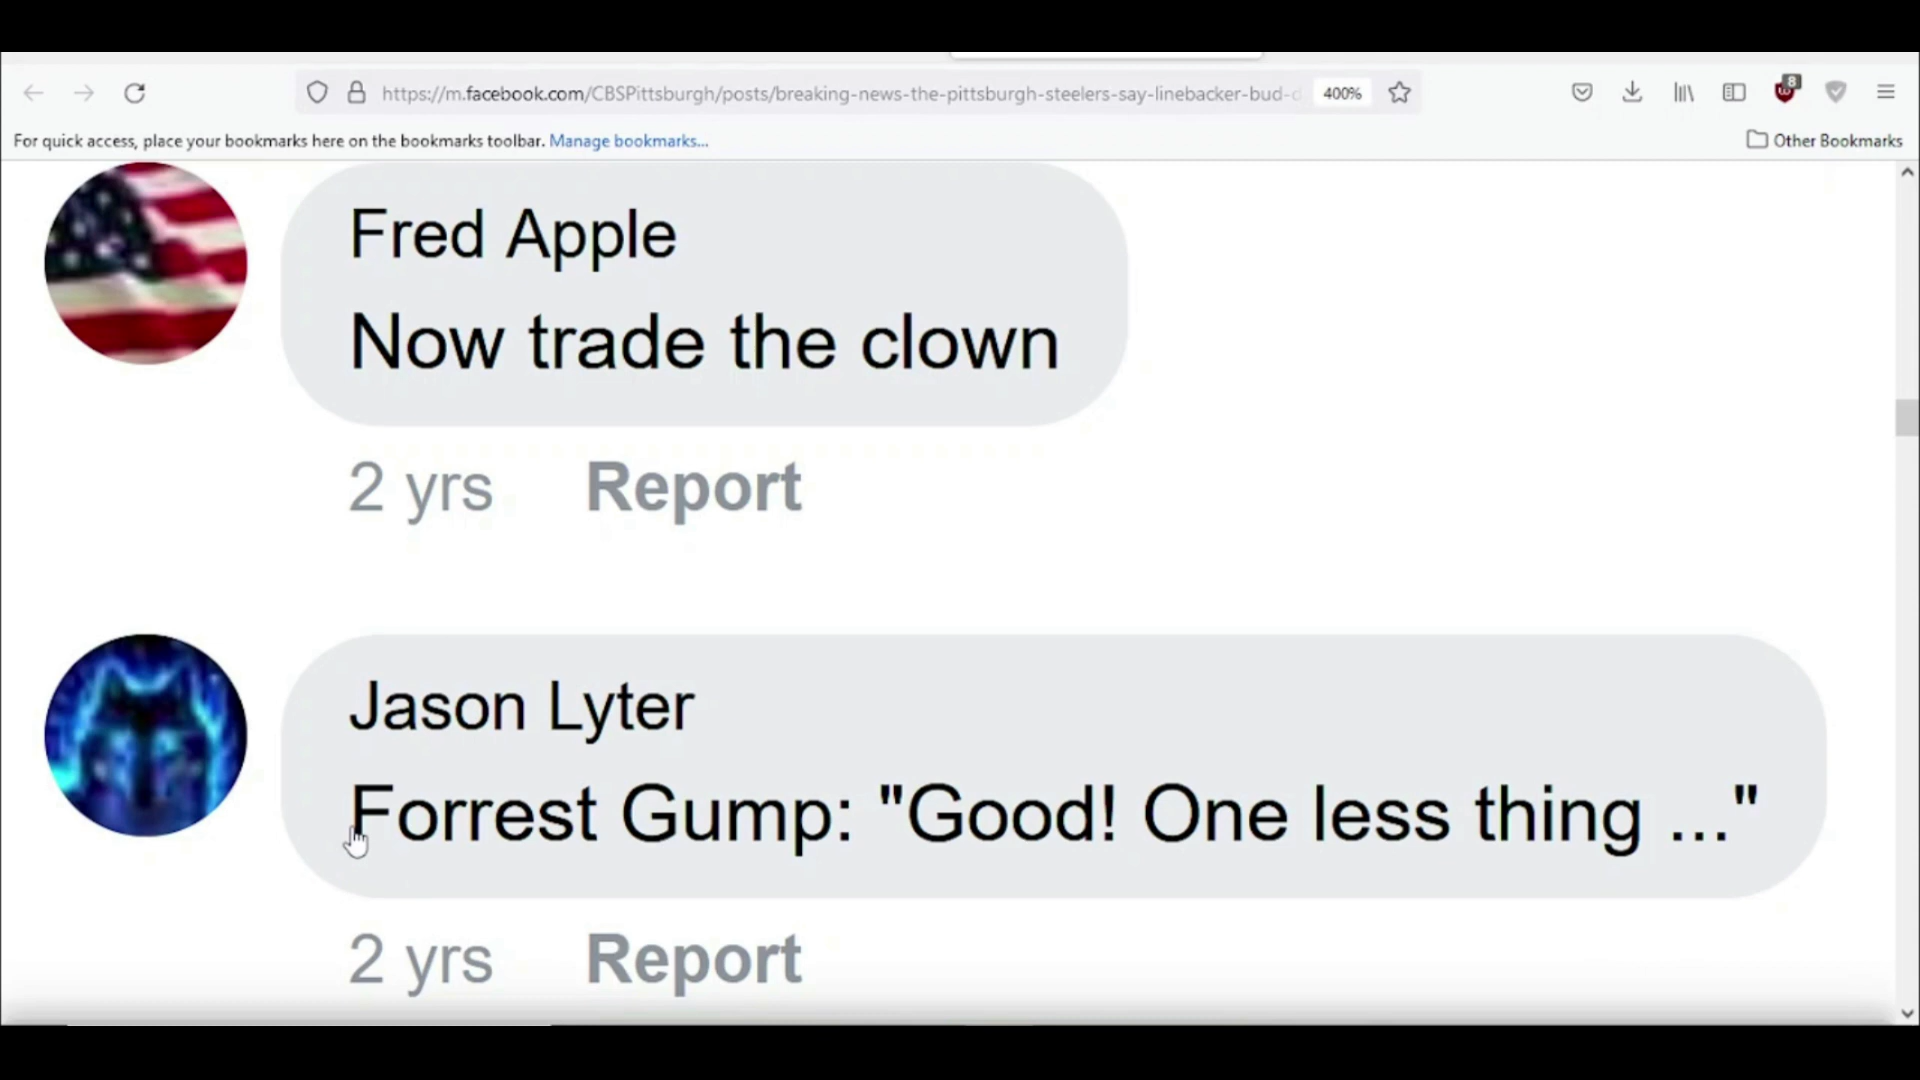 https://m.facebook.com/CBSPittsburgh/posts/breaking-news-the-pittsburgh-steelers-say-linebacker-bud-d
400%
8
For quick access, place your bookmarks here on the bookmarks toolbar. Manage bookmarks...
Other Bookmarks
Fred Apple
Now trade the clown
2 yrs Report
Jason Lyter
Forrest Gump: "Good! One less thing ..."
2 yrs Report